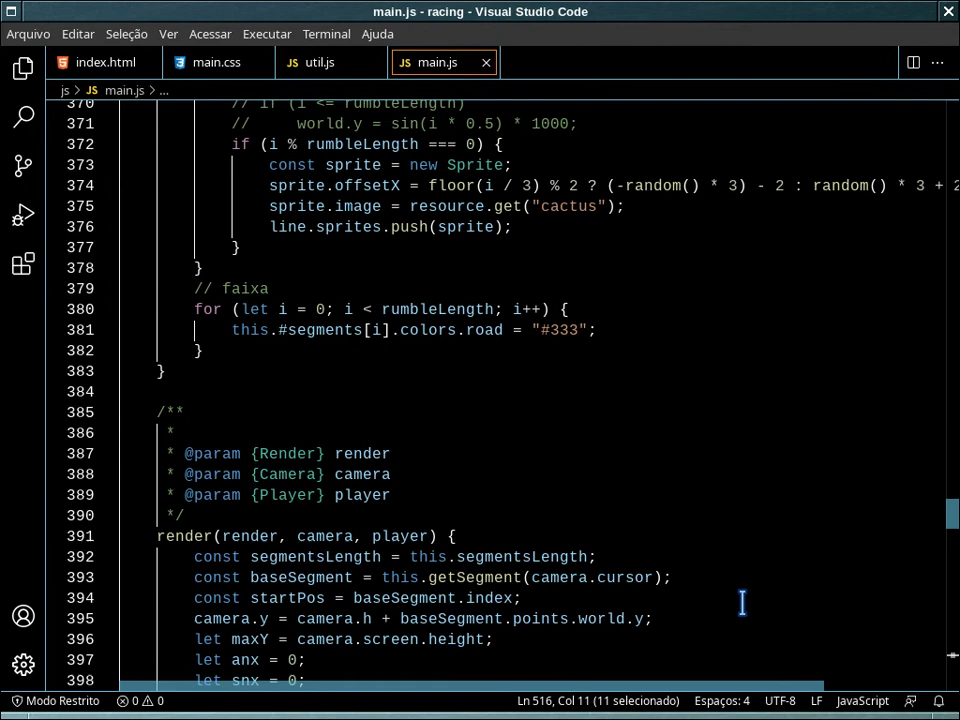 main.js - racing - Visual Studio Code
Arquivo Editar Seleção Ver Acessar Executar Terminal Ajuda
index.html main.css JS util.js JS main.js
js > main.js > ...
370 // if (i <= rumbleLength)
371 //     world.y = sin(i * 0.5) * 1000;
372 if (i % rumbleLength === 0) {
373 const sprite = new Sprite;
374 sprite.offsetX = floor(i / 3) % 2 ? (-random() * 3) - 2 : random() * 3 + 2
375 sprite.image = resource.get("cactus");
376 line.sprites.push(sprite);
377 }
378 }
379 // faixa
380 for (let i = 0; i < rumbleLength; i++) {
381 this.#segments[i].colors.road = "#333";
382 }
383 }
384
385 /**
386 *
387 * @param {Render} render
388 * @param {Camera} camera
389 * @param {Player} player
390 */
391 render(render, camera, player) {
392 const segmentsLength = this.segmentsLength;
393 const baseSegment = this.getSegment(camera.cursor);
394 const startPos = baseSegment.index;
395 camera.y = camera.h + baseSegment.points.world.y;
396 let maxY = camera.screen.height;
397 let anx = 0;
398 let snx = 0;
Modo Restrito 0 0 Ln 516, Col 11 (11 selecionado) Espaços: 4 UTF-8 LF JavaScript